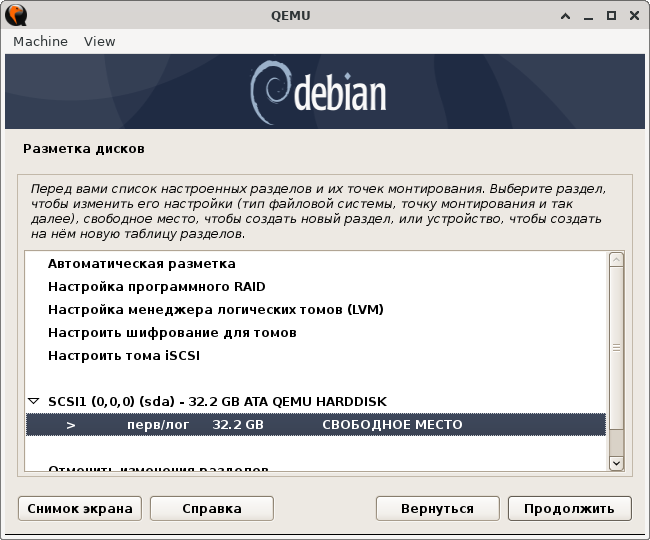 QEMU
Machine View
debian
Разметка дисков
Перед вами список настроенных разделов и их точек монтирования. Выберите раздел,
чтобы изменить его настройки (тип файловой системы, точку монтирования и так
далее), свободное место, чтобы создать новый раздел, или устройство, чтобы создать
на нём новую таблицу разделов.
Автоматическая разметка
Настройка программного RAID
Настройка менеджера логических томов (LVM)
Настроить шифрование для томов
Настроить тома iSCSI
SCSI1 (0,0,0) (sda) - 32.2 GB ATA QEMU HARDDISK
> перв/лог 32.2 GB СВОБОДНОЕ МЕСТО
Отменить изменения разделов
Снимок экрана Справка Вернуться Продолжить